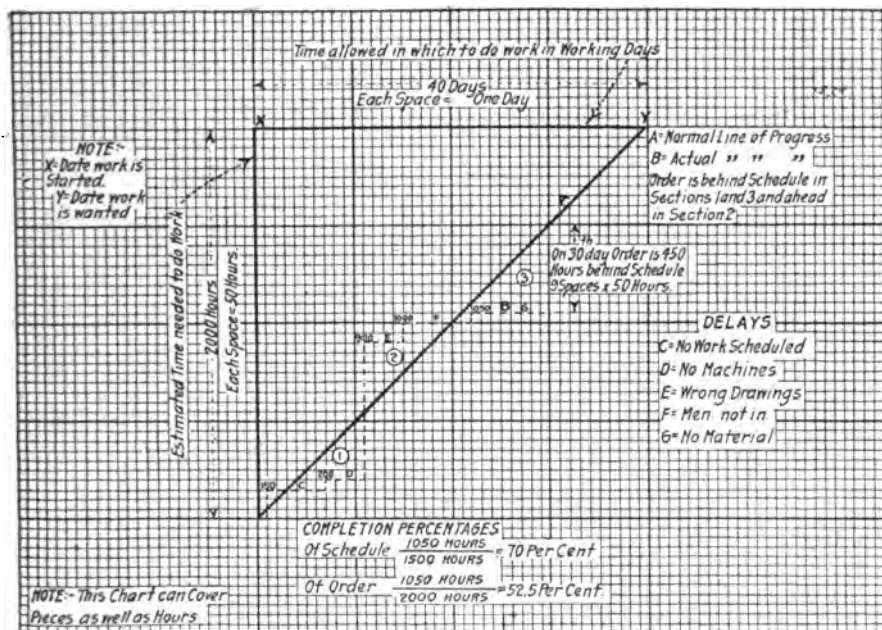 Time allowed in which to do work in Working Days
40 Days
Each Space = One Day
X
Y
NOTE:-
X=Date work is
Started.
Y=Date work
is wanted
A=Normal Line of Progress
B=Actual " " "
Order is behind Schedule in
Sections 1 and 3 and ahead
in Section 2
Estimated Time needed to do Work
2000 Hours
Each Space=50 Hours.
A
th
On 30 day Order is 450
Hours behind Schedule
9 Spaces x 50 Hours.
3
1000
F
1050
B
G
900
E
2
DELAYS
C=No Work Scheduled
D=No Machines
E=Wrong Drawings
F=Men not in
G=No Material
1
150
C
200
D
COMPLETION PERCENTAGES
Of Schedule 1050 HOURS / 1500 HOURS = 70 Per Cent
Of Order 1050 HOURS / 2000 HOURS = 52.5 Per Cent
NOTE:- This Chart can Cover
Pieces as well as Hours